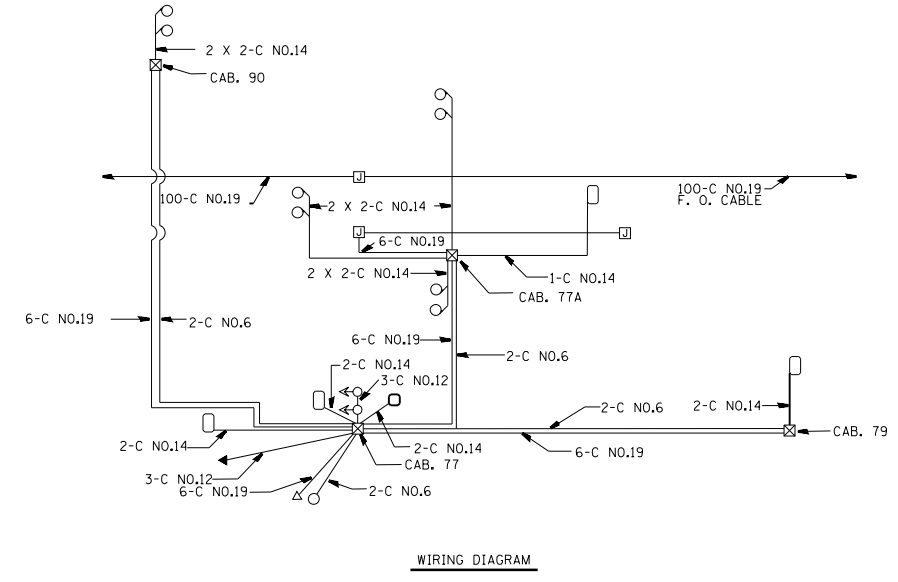 2 X 2-C NO.14
CAB. 90
100-C NO.19
J
100-C NO.19
F. O. CABLE
2 X 2-C NO.14
J
6-C NO.19
J
2 X 2-C NO.14
1-C NO.14
CAB. 77A
6-C NO.19
2-C NO.6
6-C NO.19
2-C NO.6
2-C NO.14
3-C NO.12
2-C NO.6
2-C NO.14
CAB. 79
2-C NO.14
2-C NO.14
6-C NO.19
CAB. 77
3-C NO.12
6-C NO.19
2-C NO.6
WIRING DIAGRAM